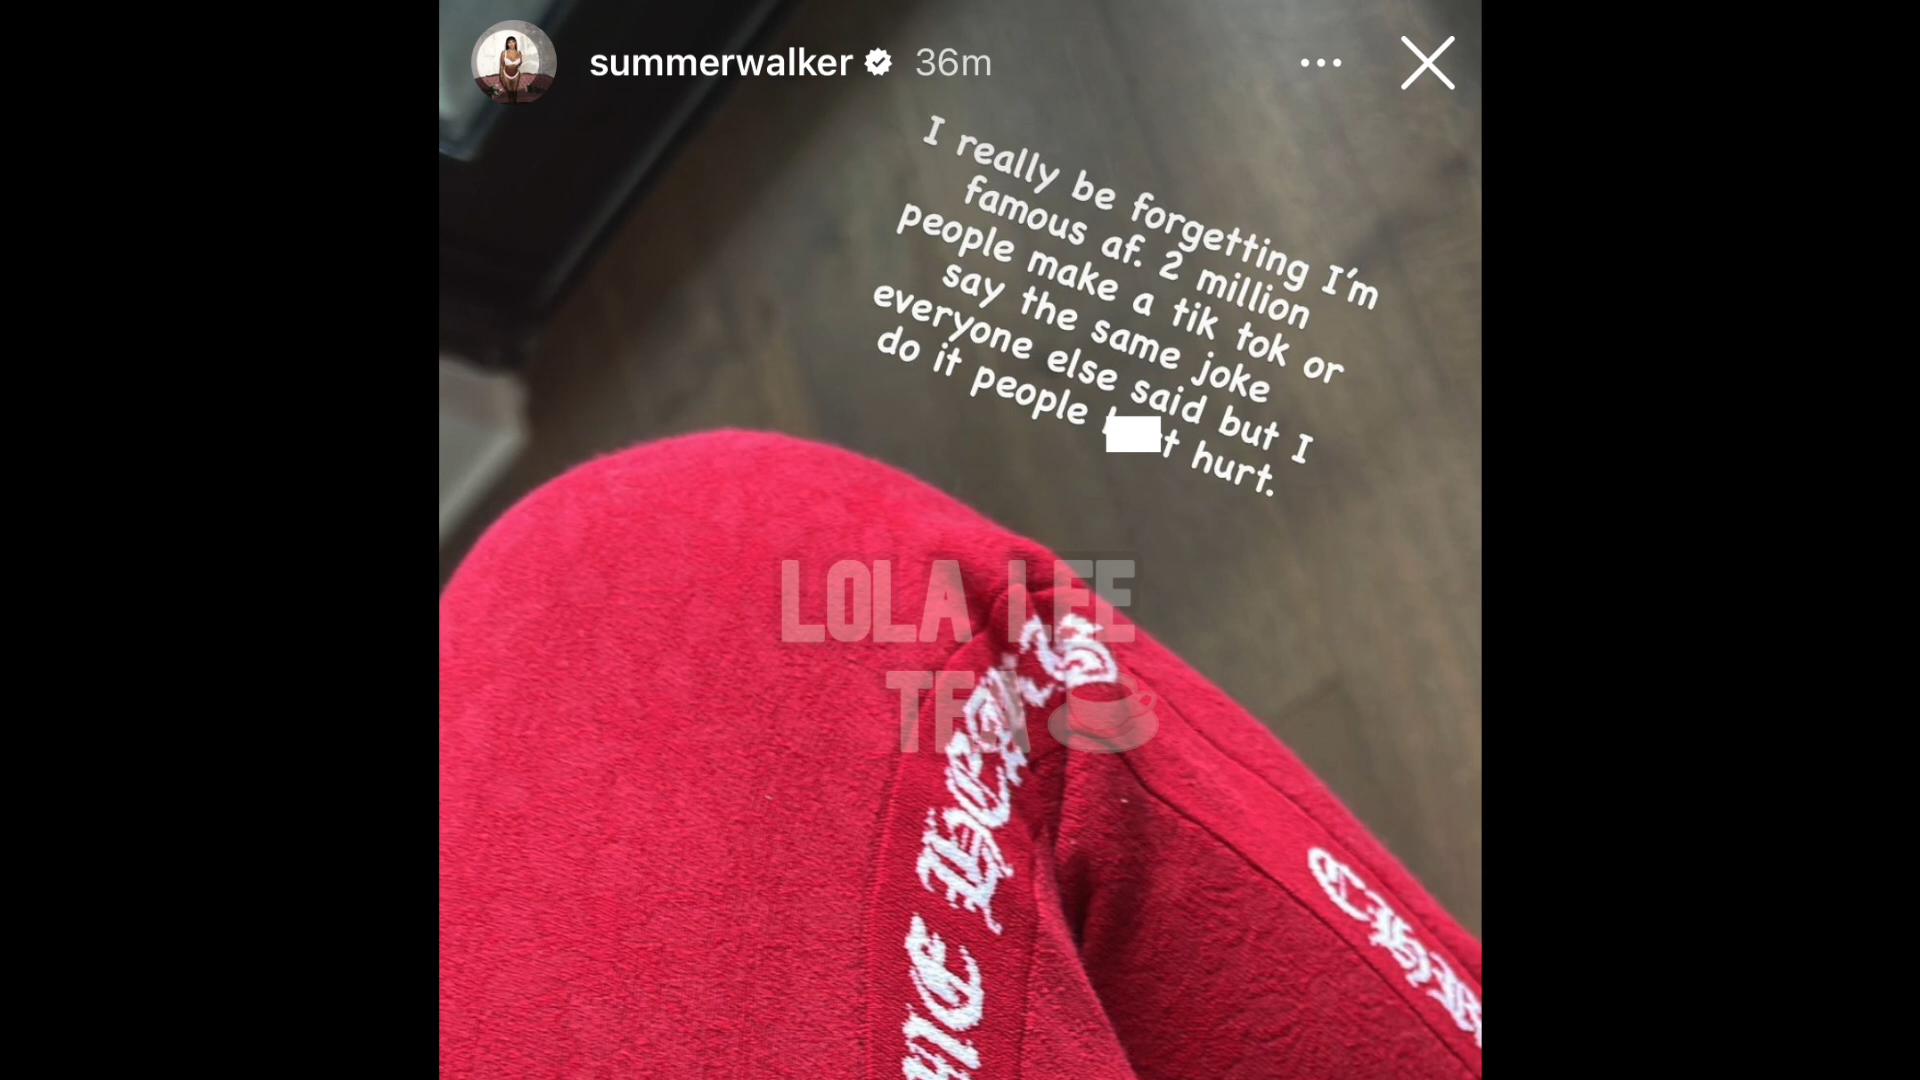 summerwalker 36m
I really be forgetting I'm
famous af. 2 million
people make a tik tok or
say the same joke
everyone else said but I
do it people hurt.
LOLA LEE
TEA